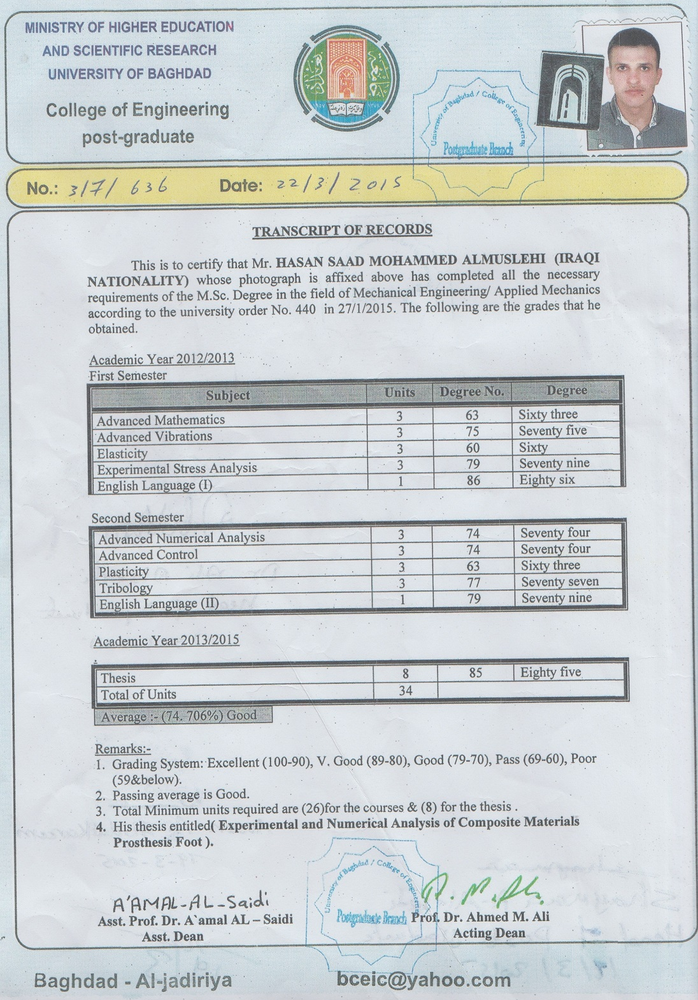 MINISTRY OF HIGHER EDUCATION
AND SCIENTIFIC RESEARCH
UNIVERSITY OF BAGHDAD
College of Engineering
post-graduate
University of Baghdad / College of Engineering
Postgraduate Branch
No.: 3/7/ 636 Date: 22/3/2015
TRANSCRIPT OF RECORDS
This is to certify that Mr. HASAN SAAD MOHAMMED ALMUSLEHI (IRAQI
NATIONALITY) whose photograph is affixed above has completed all the necessary
requirements of the M.Sc. Degree in the field of Mechanical Engineering/ Applied Mechanics
according to the university order No. 440 in 27/1/2015. The following are the grades that he
obtained.
Academic Year 2012/2013
First Semester
Subject Units Degree No. Degree
Advanced Mathematics 3 63 Sixty three
Advanced Vibrations 3 75 Seventy five
Elasticity 3 60 Sixty
Experimental Stress Analysis 3 79 Seventy nine
English Language (I) 1 86 Eighty six
Second Semester
Advanced Numerical Analysis 3 74 Seventy four
Advanced Control 3 74 Seventy four
Plasticity 3 63 Sixty three
Tribology 3 77 Seventy seven
English Language (II) 1 79 Seventy nine
Academic Year 2013/2015
:
Thesis 8 85 Eighty five
Total of Units 34
Average :- (74.706%) Good
Remarks:-
1. Grading System: Excellent (100-90), V. Good (89-80), Good (79-70), Pass (69-60), Poor
(59&below).
2. Passing average is Good.
3. Total Minimum units required are (26)for the courses & (8) for the thesis .
4. His thesis entitled( Experimental and Numerical Analysis of Composite Materials
Prosthesis Foot ).
University of Baghdad / College of Engineering
Postgraduate Branch
A'AMAL-AL-Saidi
Asst. Prof. Dr. A`amal AL – Saidi
Asst. Dean
Prof. Dr. Ahmed M. Ali
Acting Dean
Baghdad - Al-jadiriya bceic@yahoo.com